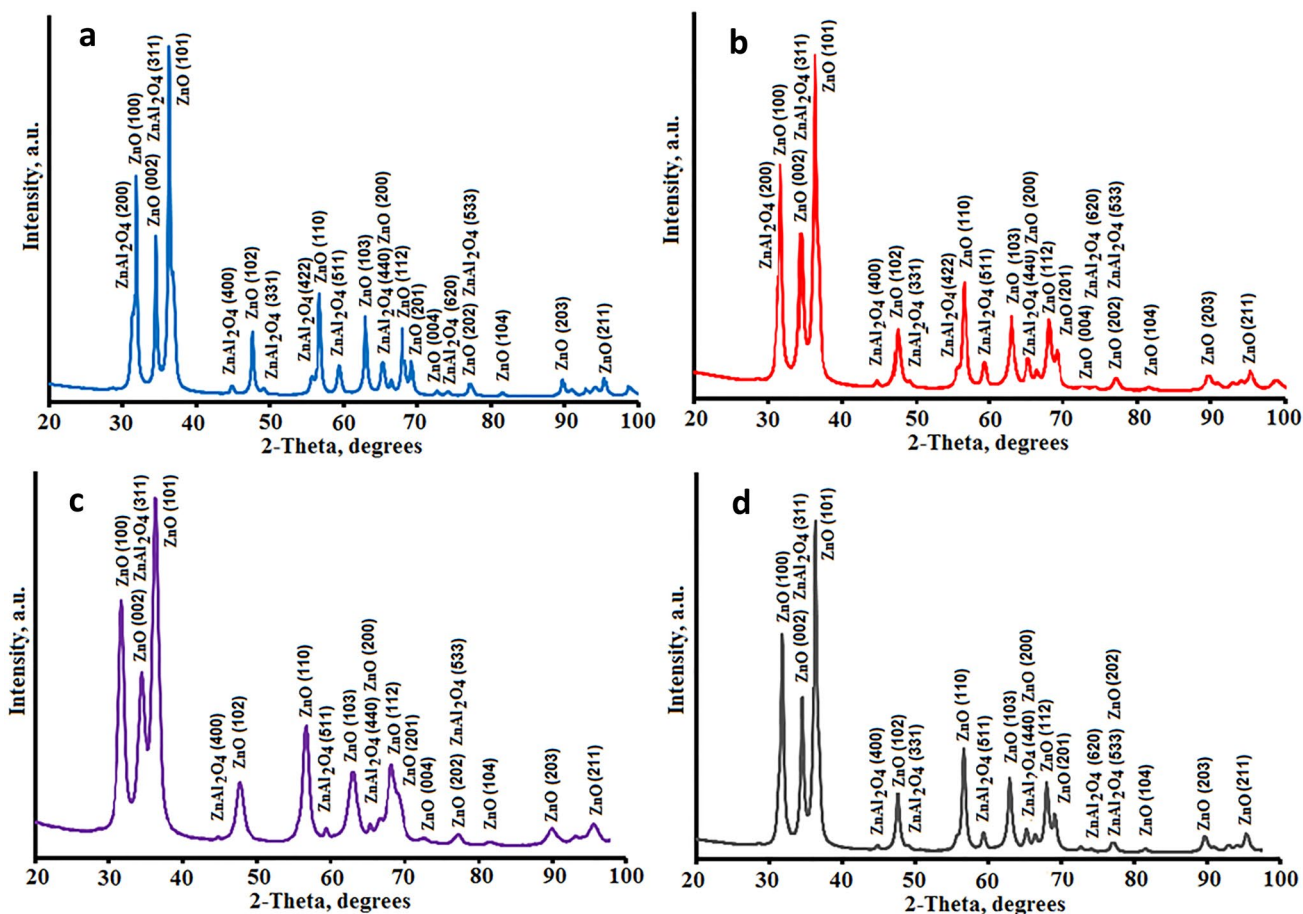 a
Intensity, a.u.
ZnAl2O4 (200)
ZnO (100)
ZnO (002)
ZnAl2O4 (311)
ZnO (101)
ZnAl2O4 (400)
ZnO (102)
ZnAl2O4 (331)
ZnAl2O4 (422)
ZnO (110)
ZnAl2O4 (511)
ZnO (103)
ZnAl2O4 (440)
ZnO (200)
ZnO (112)
ZnO (201)
ZnO (004)
ZnAl2O4 (620)
ZnO (202)
ZnAl2O4 (533)
ZnO (104)
ZnO (203)
ZnO (211)
20 30 40 50 60 70 80 90 100
2-Theta, degrees
b
Intensity, a.u.
ZnAl2O4 (200)
ZnO (100)
ZnO (002)
ZnAl2O4 (311)
ZnO (101)
ZnAl2O4 (400)
ZnO (102)
ZnAl2O4 (331)
ZnAl2O4 (422)
ZnO (110)
ZnAl2O4 (511)
ZnO (103)
ZnAl2O4 (440)
ZnO (200)
ZnO (112)
ZnO (201)
ZnO (004)
ZnAl2O4 (620)
ZnO (202)
ZnAl2O4 (533)
ZnO (104)
ZnO (203)
ZnO (211)
20 30 40 50 60 70 80 90 100
2-Theta, degrees
c
Intensity, a.u.
ZnO (100)
ZnO (002)
ZnAl2O4 (311)
ZnO (101)
ZnAl2O4 (400)
ZnO (102)
ZnO (110)
ZnAl2O4 (511)
ZnO (103)
ZnAl2O4 (440)
ZnO (200)
ZnO (112)
ZnO (201)
ZnO (004)
ZnO (202)
ZnAl2O4 (533)
ZnO (104)
ZnO (203)
ZnO (211)
20 30 40 50 60 70 80 90 100
2-Theta, degrees
d
Intensity, a.u.
ZnO (100)
ZnO (002)
ZnAl2O4 (311)
ZnO (101)
ZnAl2O4 (400)
ZnO (102)
ZnAl2O4 (331)
ZnO (110)
ZnAl2O4 (511)
ZnO (103)
ZnAl2O4 (440)
ZnO (200)
ZnO (112)
ZnO (201)
ZnAl2O4 (620)
ZnAl2O4 (533)
ZnO (202)
ZnO (104)
ZnO (203)
ZnO (211)
20 30 40 50 60 70 80 90 100
2-Theta, degrees